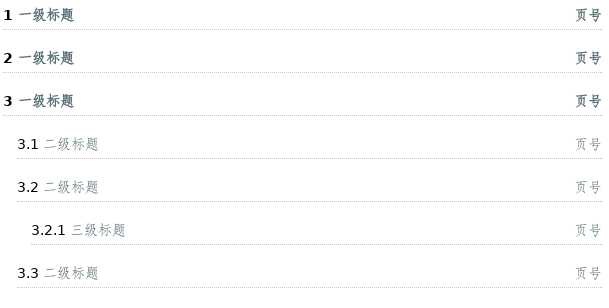 1 一级标题 页号
2 一级标题 页号
3 一级标题 页号
3.1 二级标题 页号
3.2 二级标题 页号
3.2.1 三级标题 页号
3.3 二级标题 页号